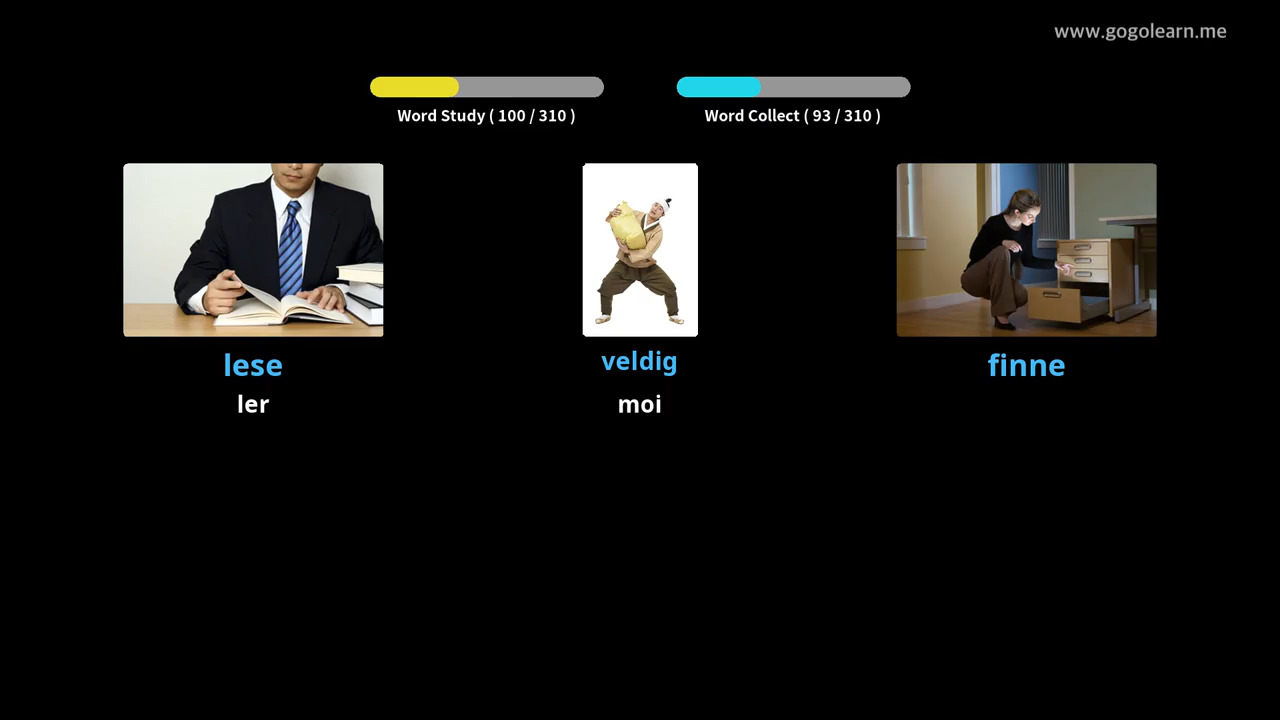 www.gogolearn.me
Word Study ( 100 / 310 )
Word Collect ( 93 / 310 )
lese
veldig
finne
ler
moi